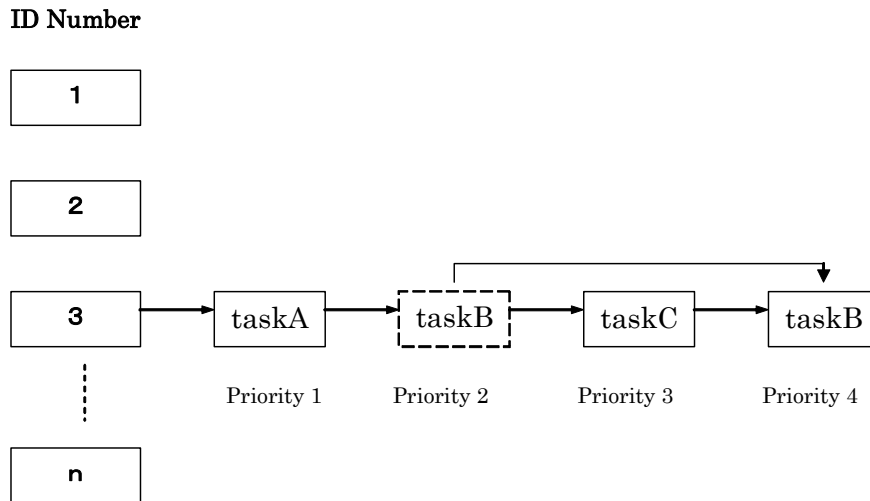 ID Number
1
2
3
taskA
taskB
taskC
taskB
Priority 1
Priority 2
Priority 3
Priority 4
n